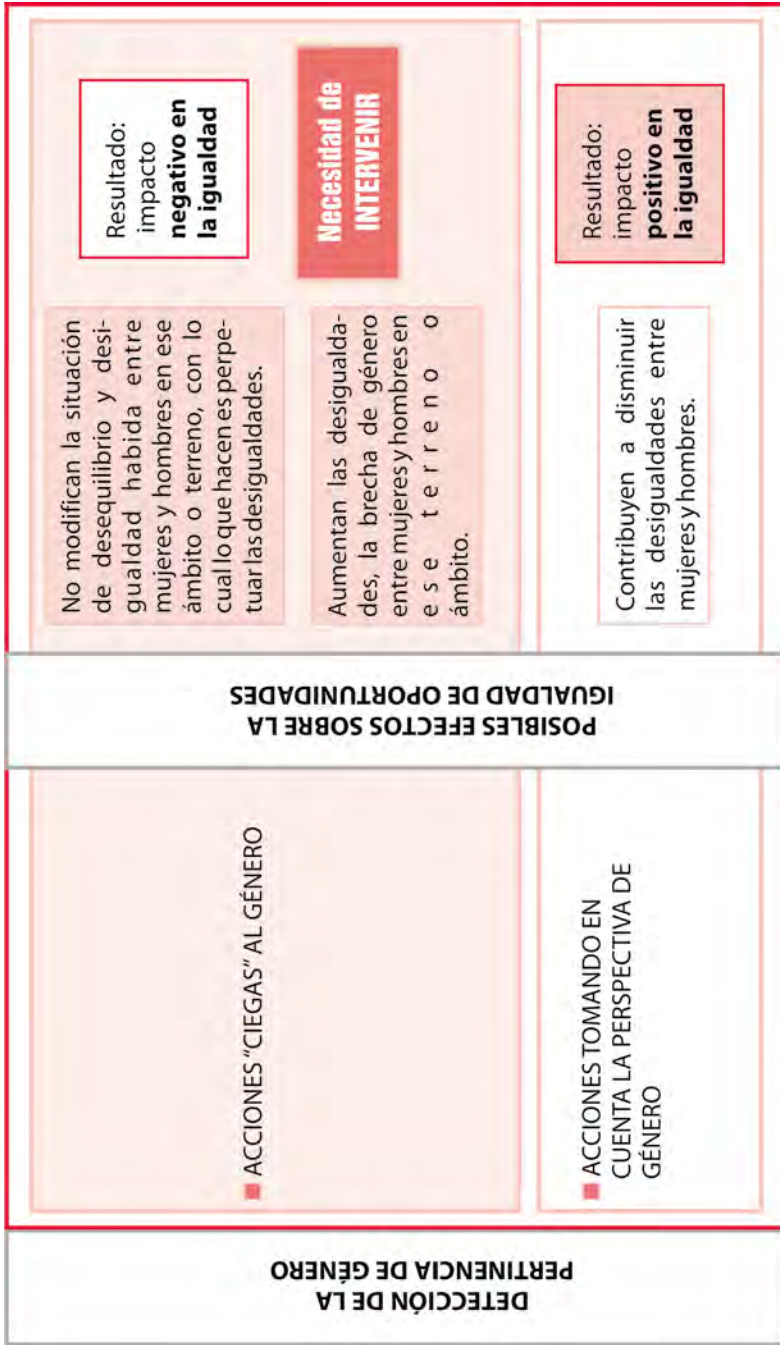 DETECCIÓN DE LA
PERTINENCIA DE GÉNERO
■ ACCIONES “CIEGAS” AL GÉNERO
■ ACCIONES TOMANDO EN
CUENTA LA PERSPECTIVA DE
GÉNERO
POSIBLES EFECTOS SOBRE LA
IGUALDAD DE OPORTUNIDADES
No modifican la situación
de desequilibrio y desi-
gualdad habida entre
mujeres y hombres en ese
ámbito o terreno, con lo
cual lo que hacen es perpe-
tuar las desigualdades.
Aumentan las desigualda-
des, la brecha de género
entre mujeres y hombres en
ese terreno o
ámbito.
Contribuyen a disminuir
las desigualdades entre
mujeres y hombres.
Resultado:
impacto
negativo en
la igualdad
Necesidad de
INTERVENIR
Resultado:
impacto
positivo en
la igualdad